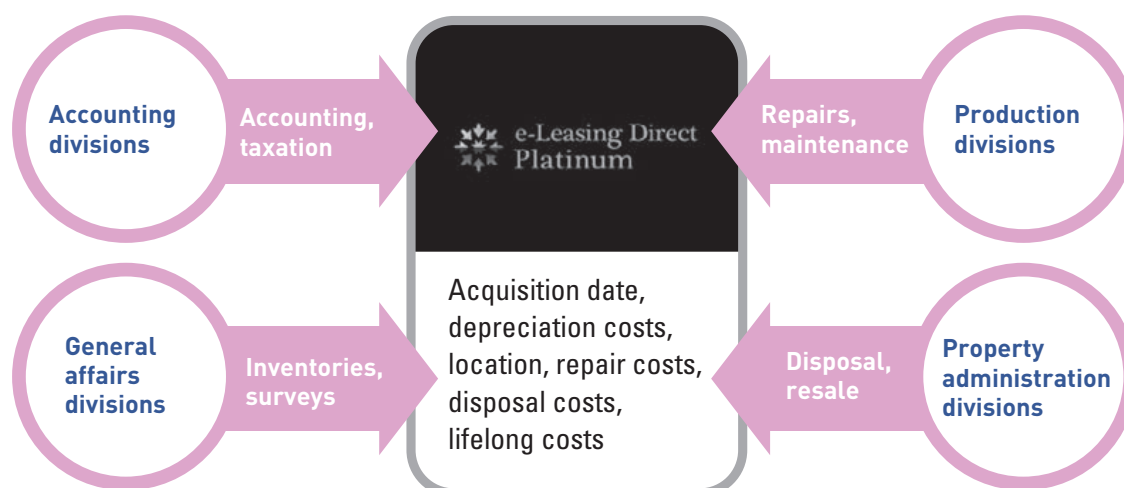 Accounting
divisions
Accounting,
taxation
e-Leasing Direct
Platinum
Repairs,
maintenance
Production
divisions
General
affairs
divisions
Inventories,
surveys
Acquisition date,
depreciation costs,
location, repair costs,
disposal costs,
lifelong costs
Disposal,
resale
Property
administration
divisions